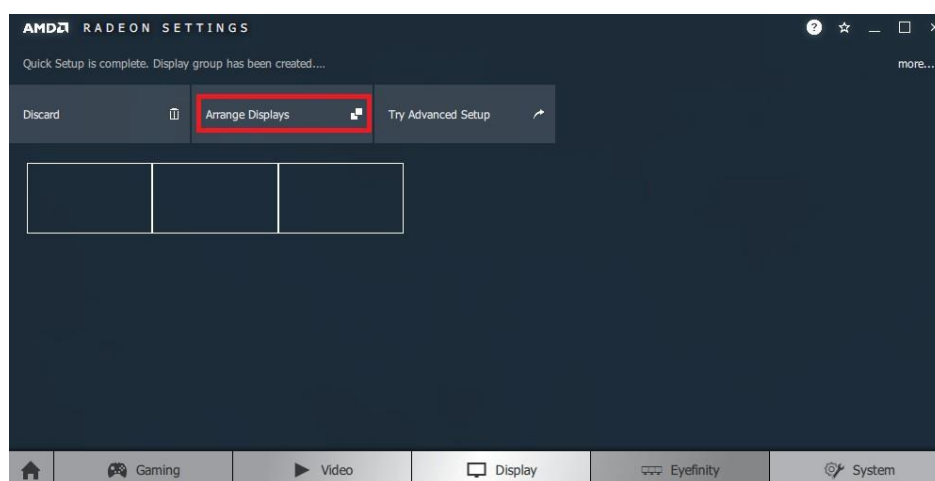 AMD RADEON SETTINGS
Quick Setup is complete. Display group has been created.... more...
Discard Arrange Displays Try Advanced Setup
Gaming Video Display Eyefinity System